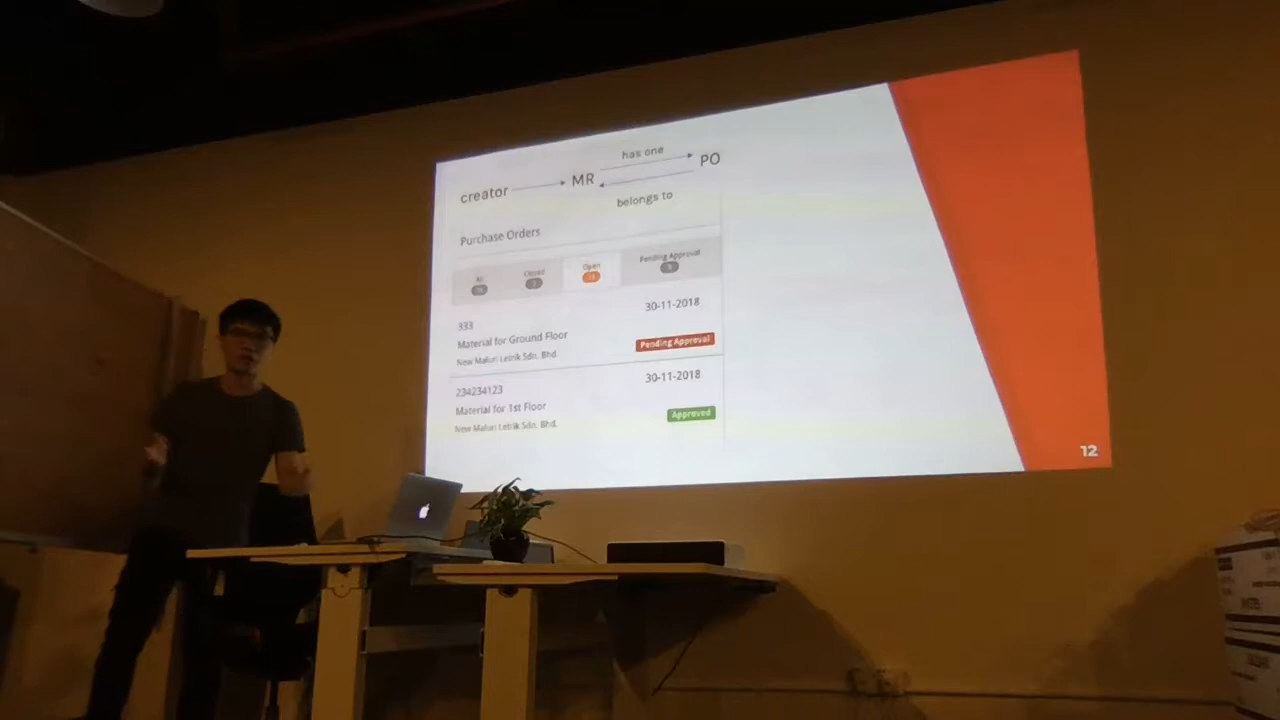 has one
creator MR PO
belongs to
Purchase Orders
All Closed Open Pending Approval
333 30-11-2018
Material for Ground Floor Pending Approval
New Maluri Letrik Sdn. Bhd.
234234123 30-11-2018
Material for 1st Floor Approved
New Maluri Letrik Sdn. Bhd.
12